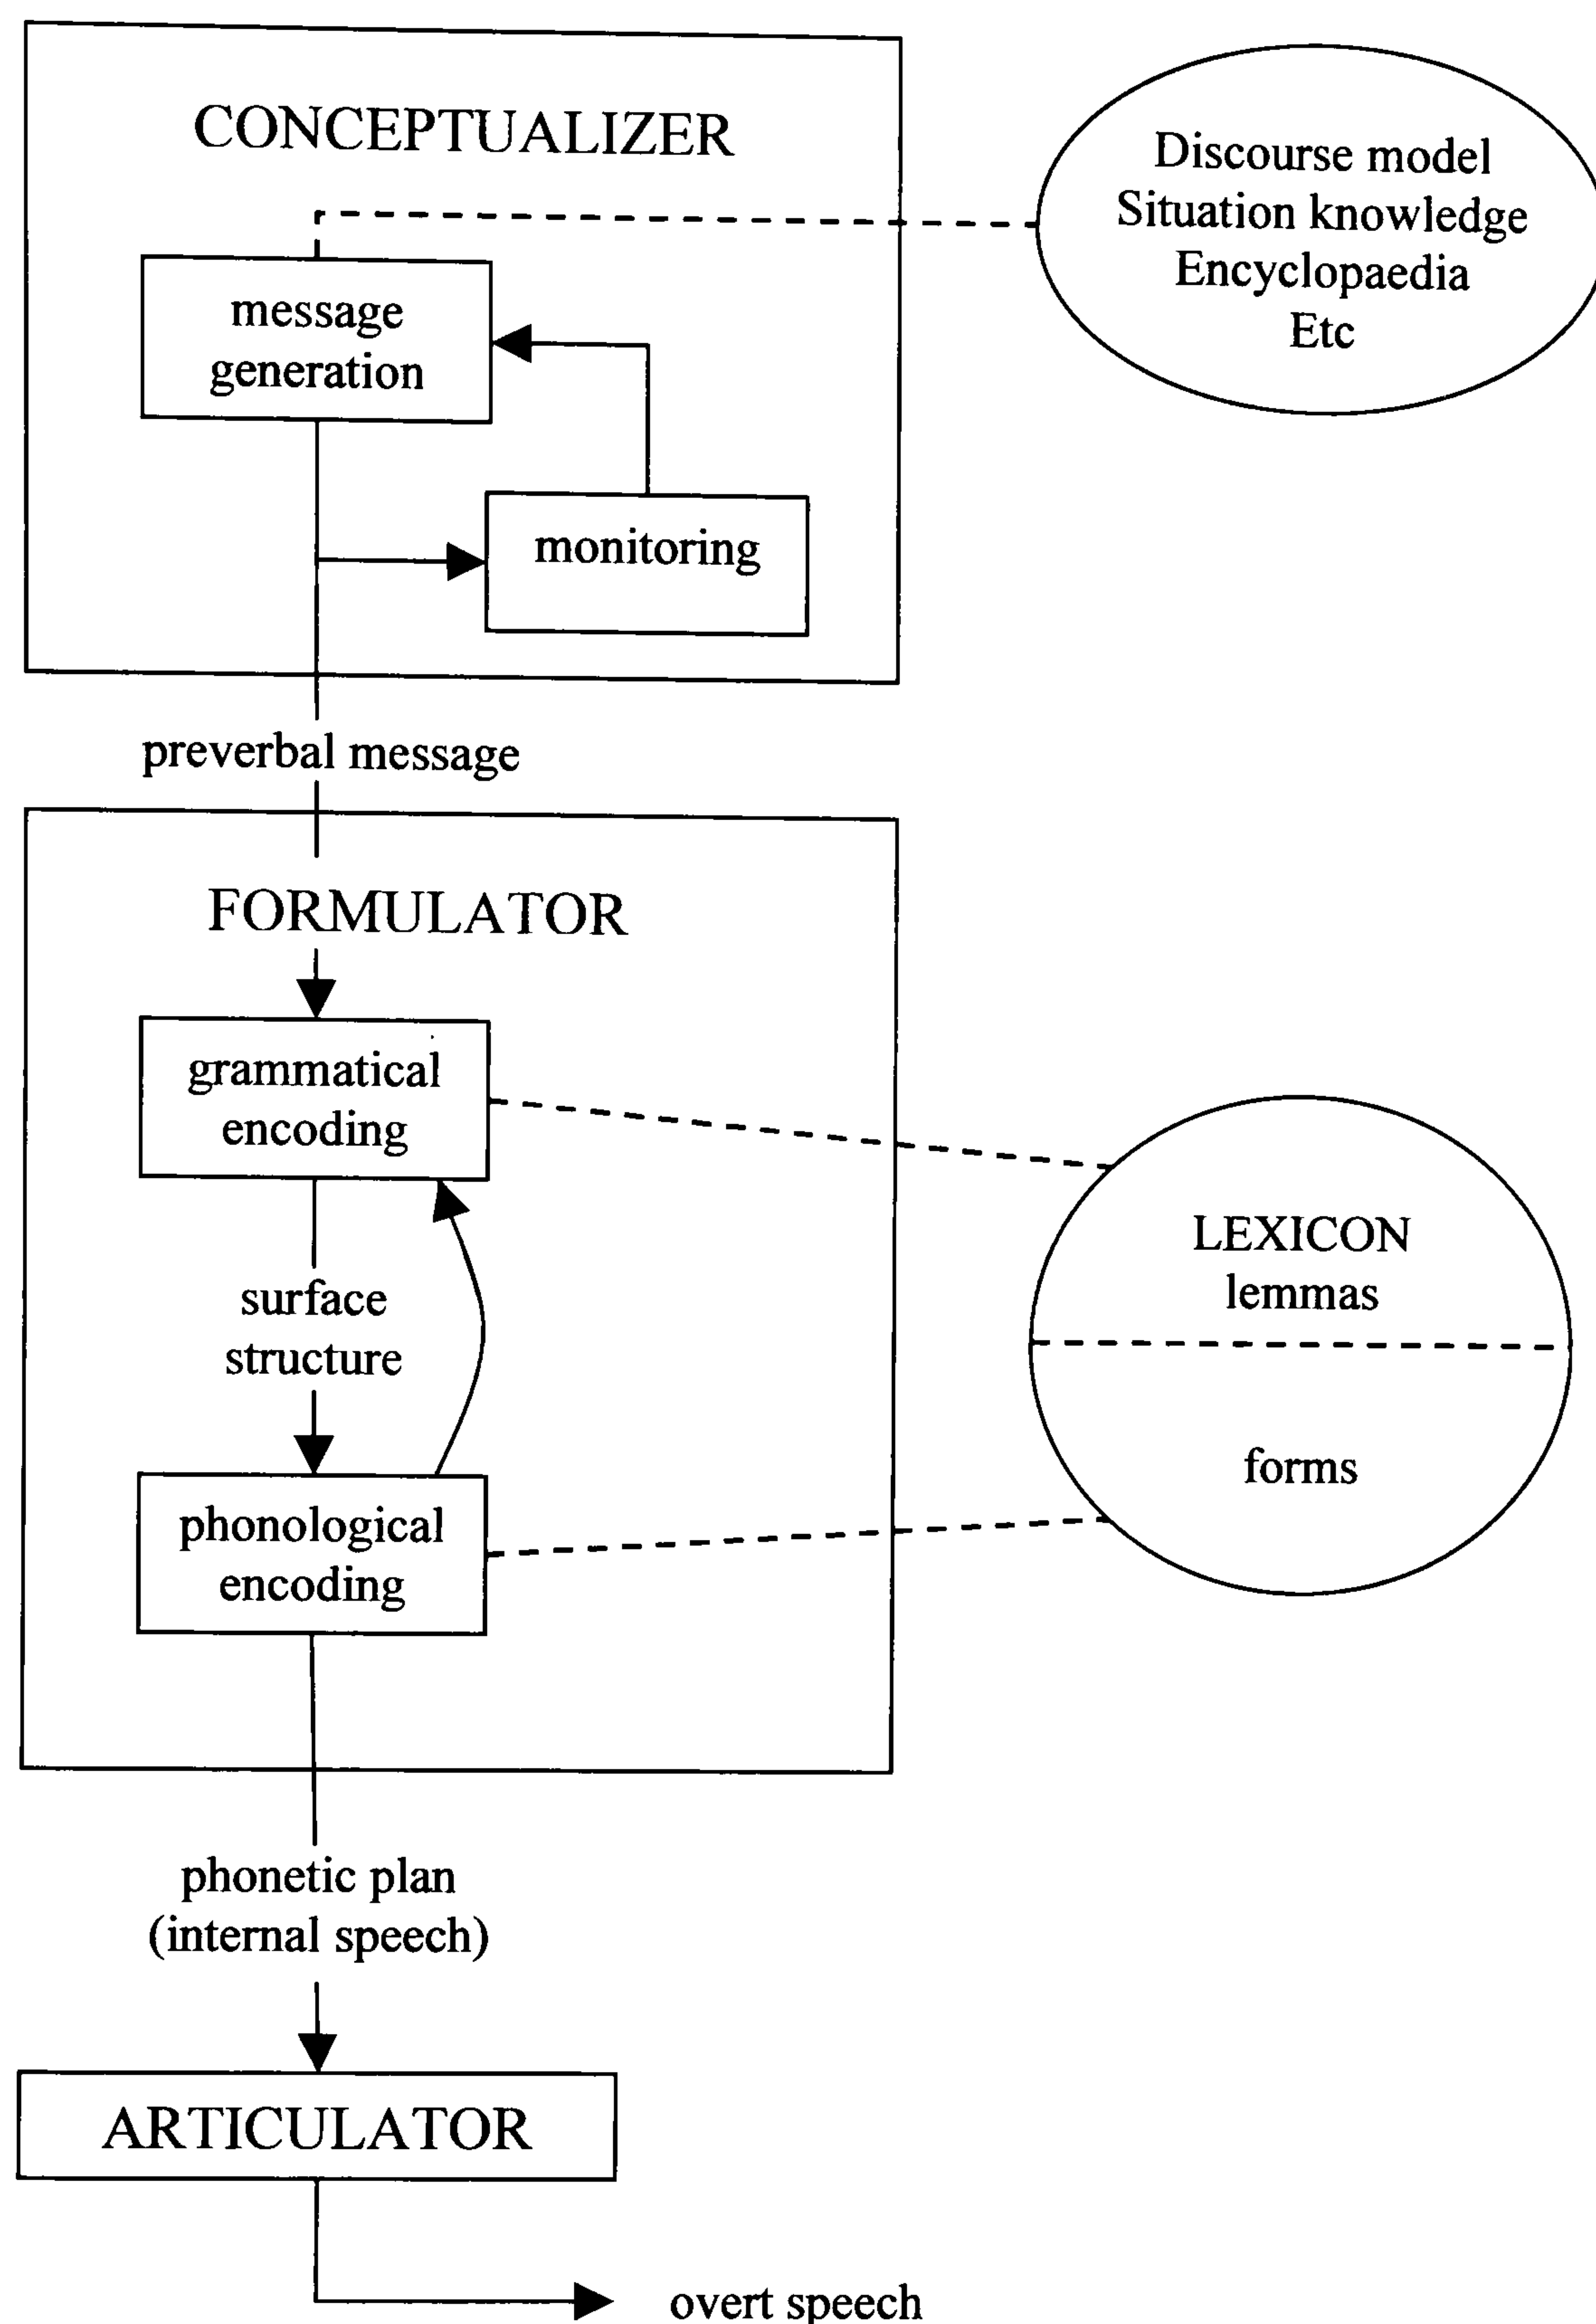 CONCEPTUALIZER
Discourse model
Situation knowledge
Encyclopaedia
Etc
message
generation
monitoring
preverbal message
FORMULATOR
grammatical
encoding
LEXICON
lemmas
surface
structure
forms
phonological
encoding
phonetic plan
(internal speech)
ARTICULATOR
overt speech